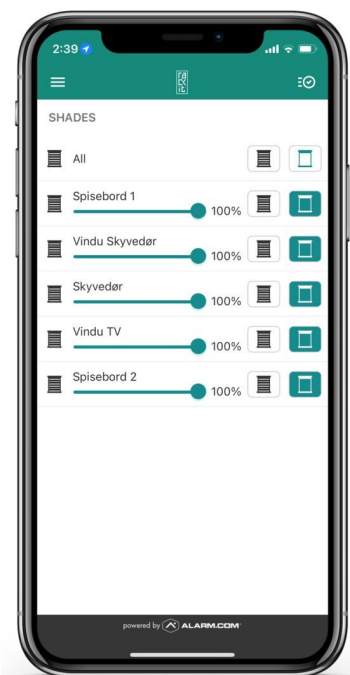 2:39
SHADES
All
Spisebord 1
100%
Vindu Skyvedør
100%
Skyvedør
100%
Vindu TV
100%
Spisebord 2
100%
powered by ALARM.COM